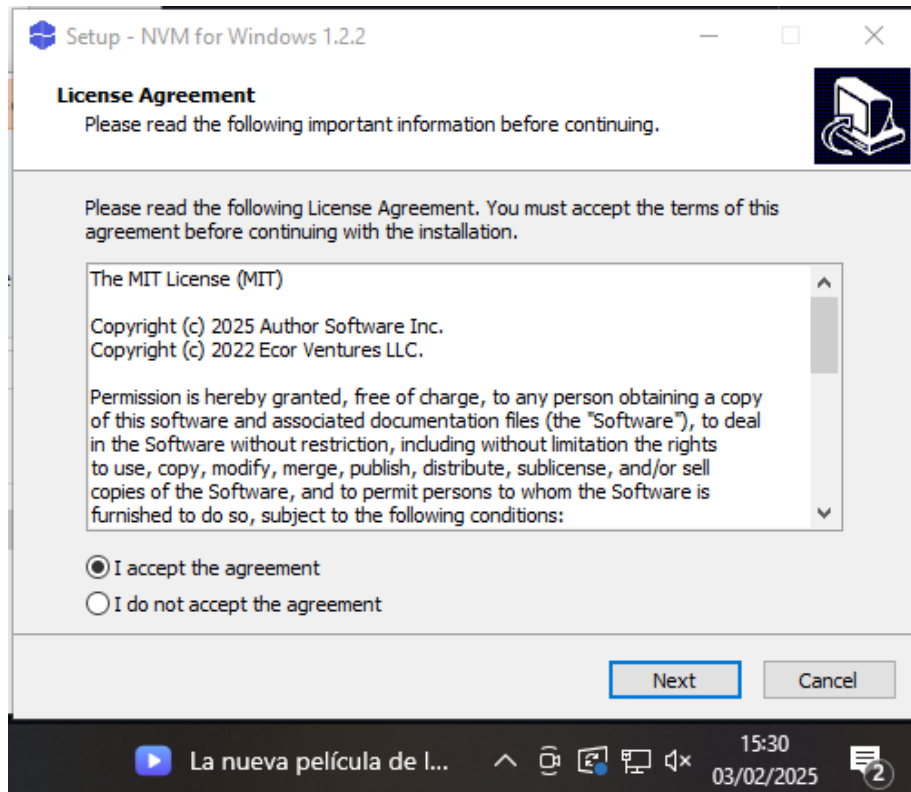 Setup - NVM for Windows 1.2.2
License Agreement
Please read the following important information before continuing.
Please read the following License Agreement. You must accept the terms of this
agreement before continuing with the installation.
The MIT License (MIT)
Copyright (c) 2025 Author Software Inc.
Copyright (c) 2022 Ecor Ventures LLC.
Permission is hereby granted, free of charge, to any person obtaining a copy
of this software and associated documentation files (the "Software"), to deal
in the Software without restriction, including without limitation the rights
to use, copy, modify, merge, publish, distribute, sublicense, and/or sell
copies of the Software, and to permit persons to whom the Software is
furnished to do so, subject to the following conditions:
I accept the agreement
I do not accept the agreement
Next
Cancel
La nueva película de l...
15:30
03/02/2025
2